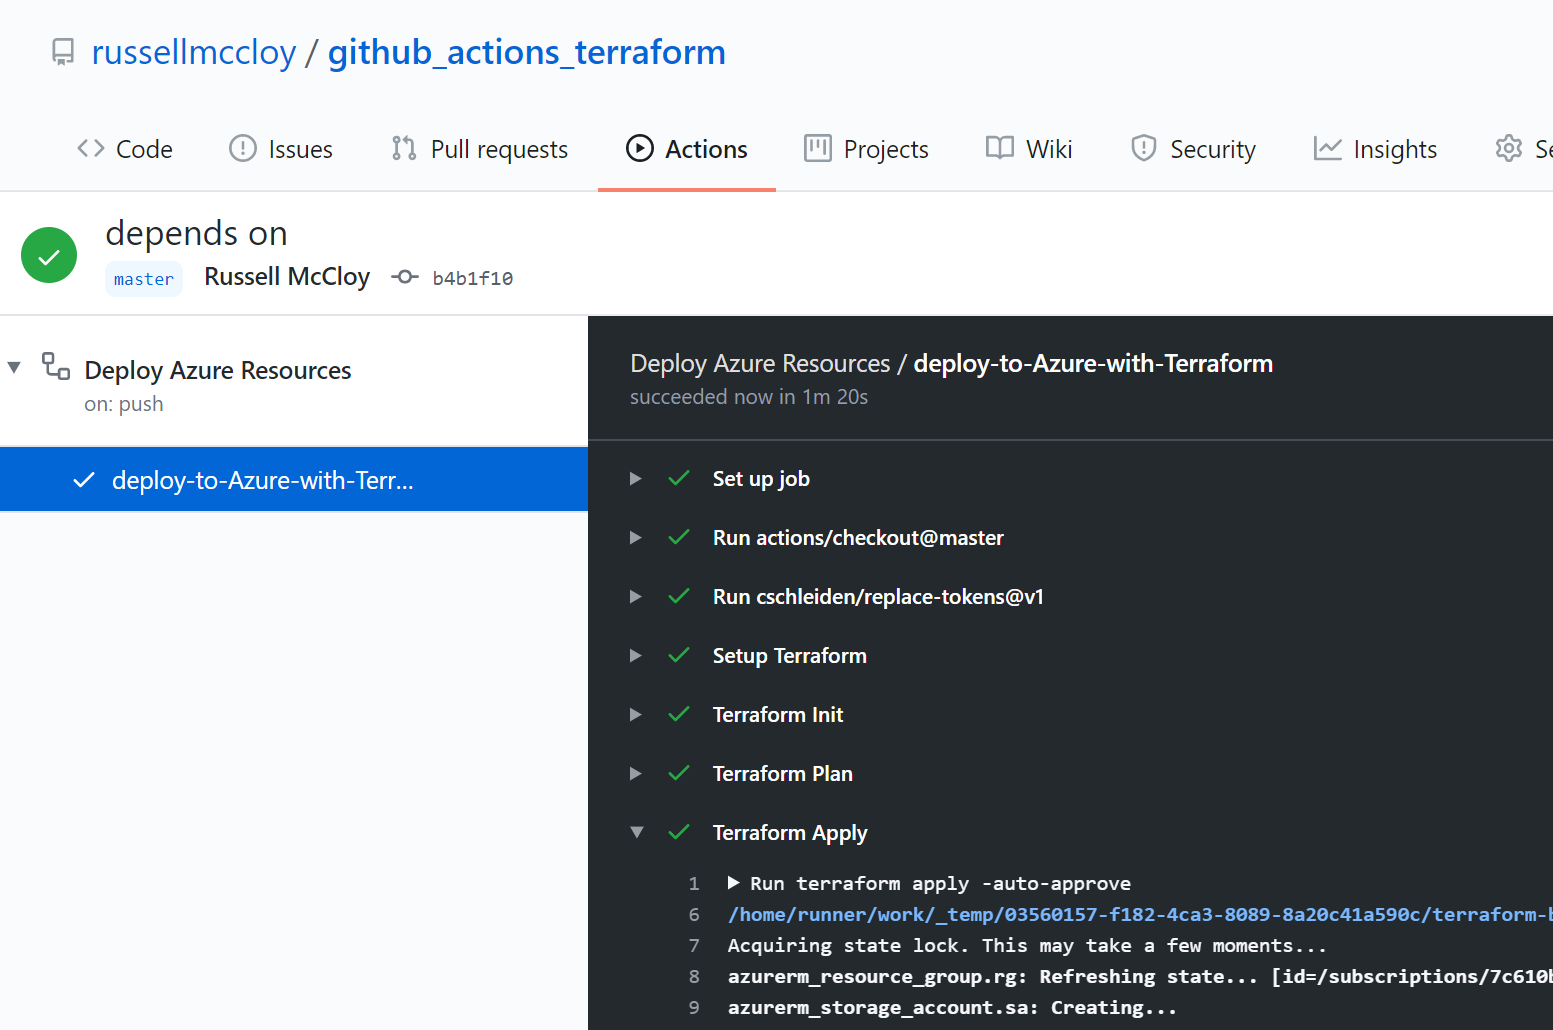 russellmccloy / github_actions_terraform
Code Issues Pull requests Actions Projects Wiki Security Insights
depends on
master Russell McCloy b4b1f10
Deploy Azure Resources
on: push
deploy-to-Azure-with-Terr...
Deploy Azure Resources / deploy-to-Azure-with-Terraform
succeeded now in 1m 20s
Set up job
Run actions/checkout@master
Run cschleiden/replace-tokens@v1
Setup Terraform
Terraform Init
Terraform Plan
Terraform Apply
1 Run terraform apply -auto-approve
6 /home/runner/work/_temp/03560157-f182-4ca3-8089-8a20c41a590c/terraform-b
7 Acquiring state lock. This may take a few moments...
8 azurerm_resource_group.rg: Refreshing state... [id=/subscriptions/7c610b
9 azurerm_storage_account.sa: Creating...